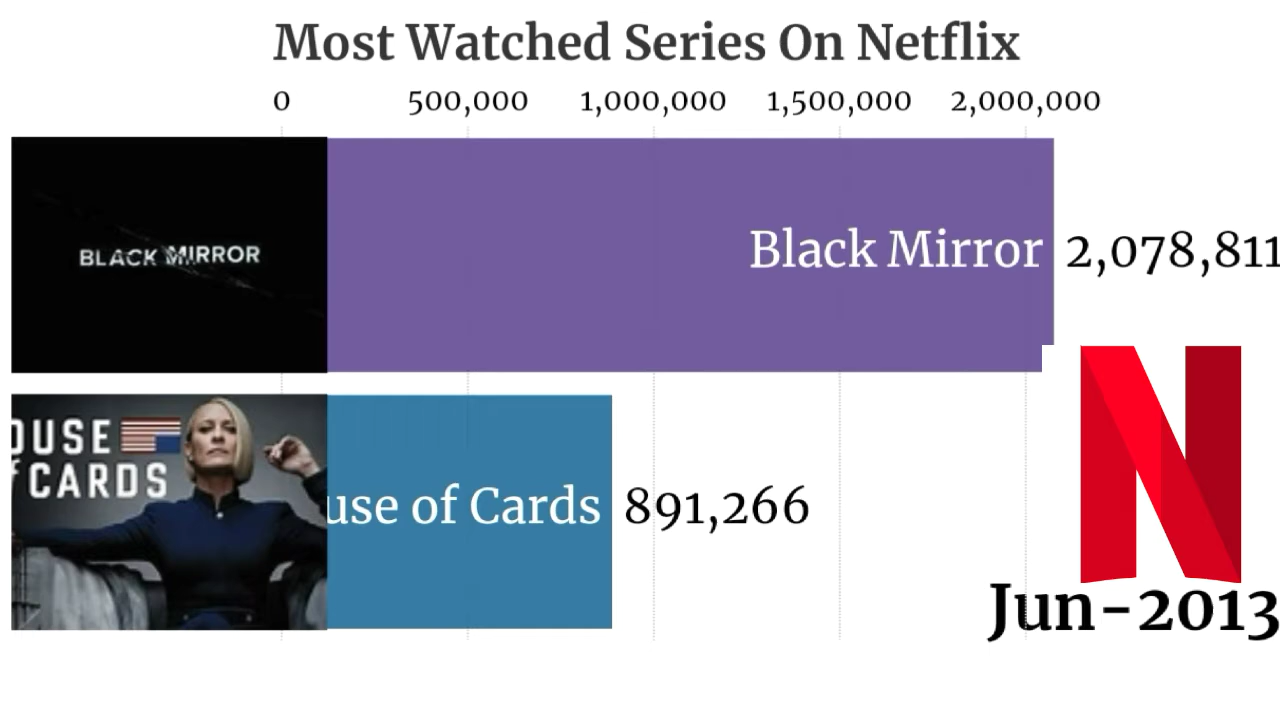 Most Watched Series On Netflix
0 500,000 1,000,000 1,500,000 2,000,000
BLACK MIRROR
Black Mirror 2,078,811
OUSE
f CARDS
use of Cards 891,266
N
Jun-2013